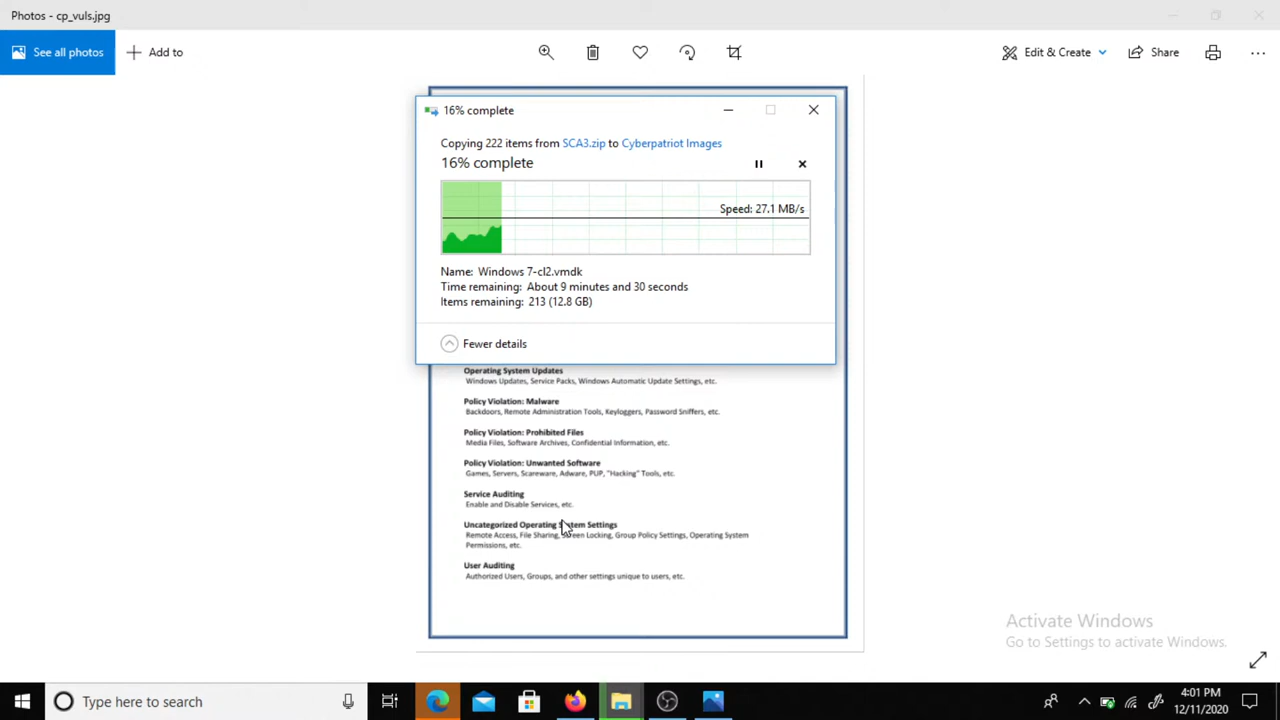 Photos - cp_vuls.jpg
See all photos
Add to
Edit & Create
Share
16% complete
Copying 222 items from SCA3.zip to Cyberpatriot Images
16% complete
Speed: 27.1 MB/s
Name: Windows 7-cl2.vmdk
Time remaining: About 9 minutes and 30 seconds
Items remaining: 213 (12.8 GB)
Fewer details
Operating System Updates
Windows Updates, Service Packs, Windows Automatic Update Settings, etc.
Policy Violation: Malware
Backdoors, Remote Administration Tools, Keyloggers, Password Sniffers, etc.
Policy Violation: Prohibited Files
Media Files, Software Archives, Confidential Information, etc.
Policy Violation: Unwanted Software
Games, Servers, Scareware, Adware, PUP, "Hacking" Tools, etc.
Service Auditing
Enable and Disable Services, etc.
Uncategorized Operating System Settings
Remote Access, File Sharing, Screen Locking, Group Policy Settings, Operating System
Permissions, etc.
User Auditing
Authorized Users, Groups, and other settings unique to users, etc.
Activate Windows
Go to Settings to activate Windows.
Type here to search
4:01 PM
12/11/2020